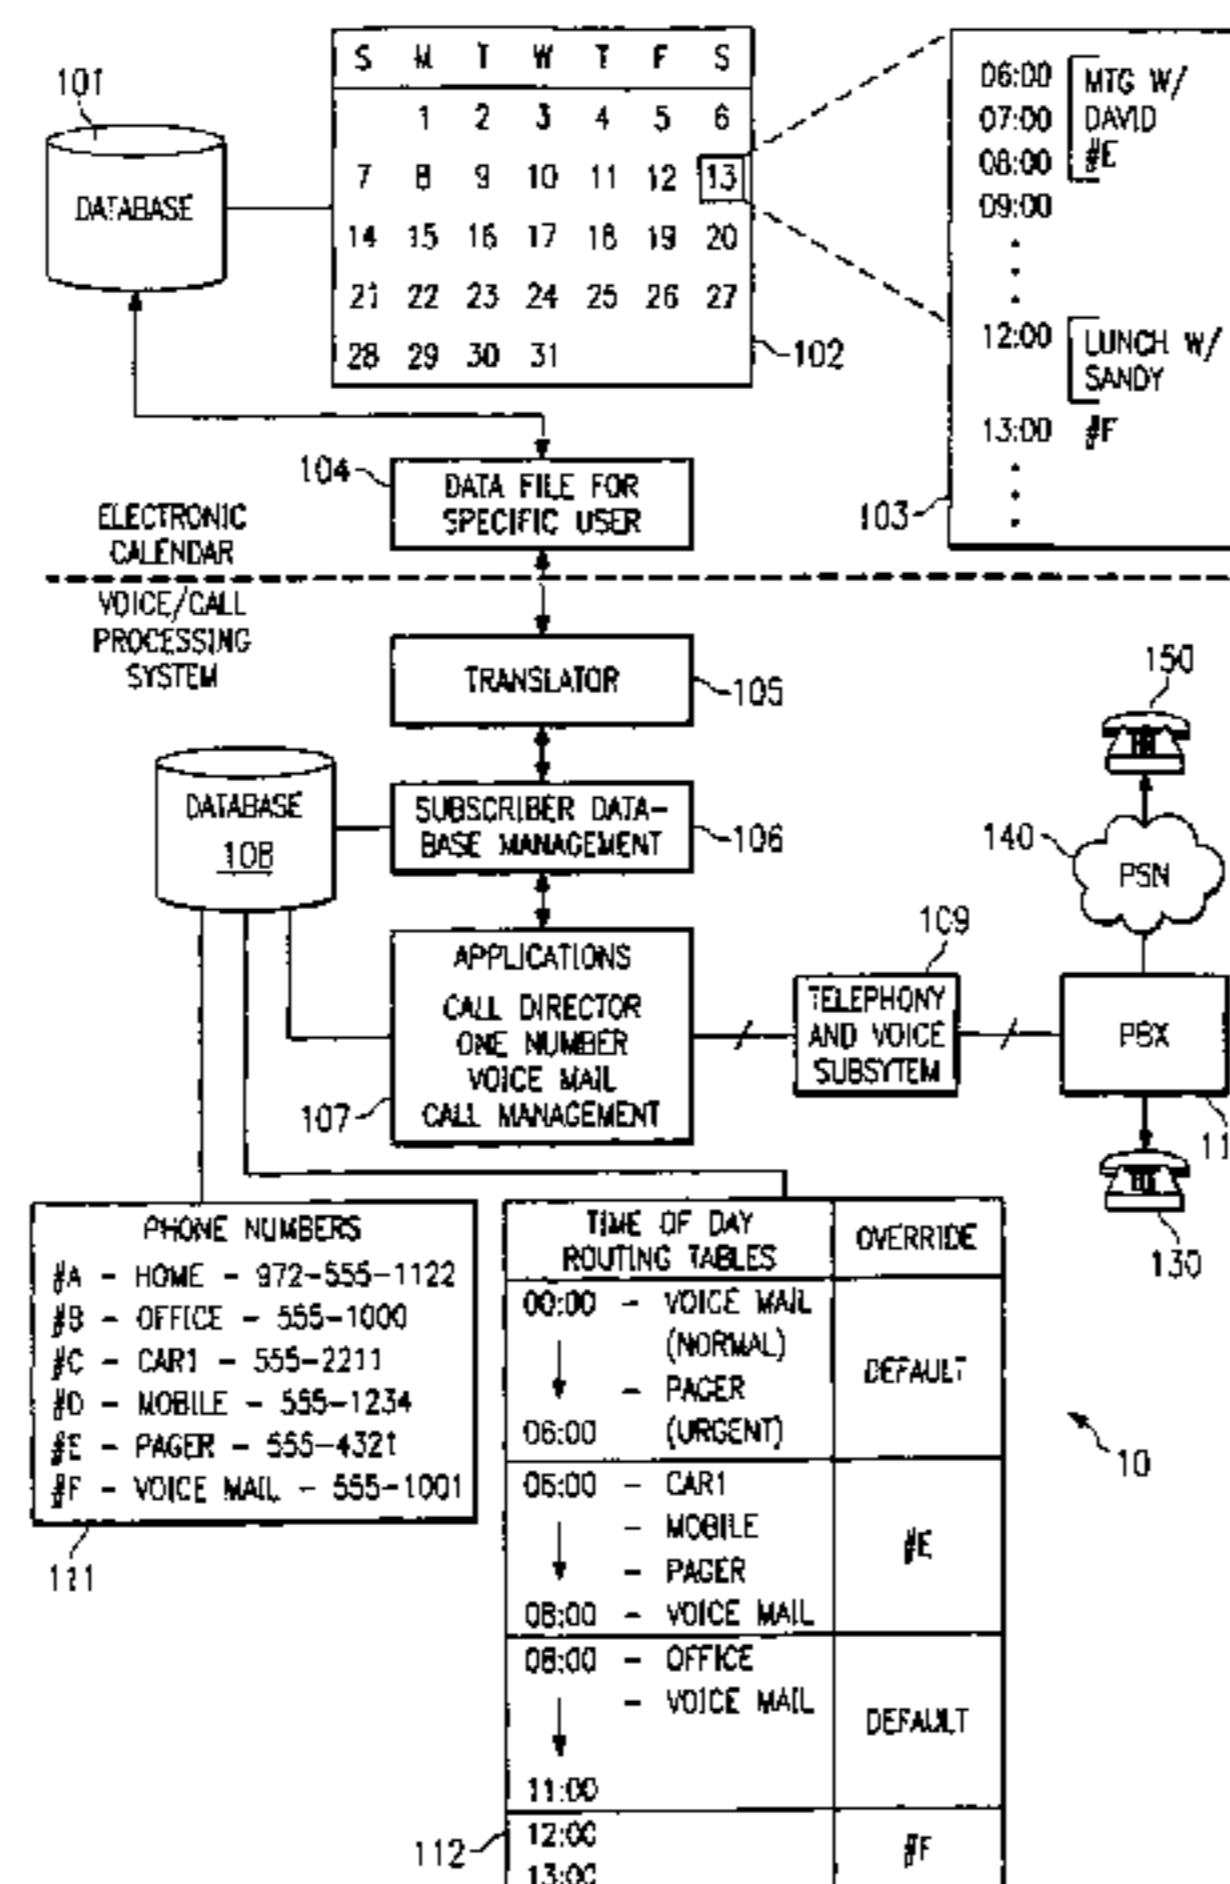 101
DATABASE
S M T W T F S
1 2 3 4 5 6
7 8 9 10 11 12 13
14 15 16 17 18 19 20
21 22 23 24 25 26 27
28 29 30 31
102
06:00 MTG W/
07:00 DAVID
08:00 #E
09:00
12:00 LUNCH W/
SANDY
13:00 #F
103
104
DATA FILE FOR
SPECIFIC USER
ELECTRONIC
CALENDAR
VOICE/CALL
PROCESSING
SYSTEM
TRANSLATOR
105
DATABASE
108
SUBSCRIBER DATA-
BASE MANAGEMENT
106
APPLICATIONS
CALL DIRECTOR
ONE NUMBER
VOICE MAIL
CALL MANAGEMENT
107
109
TELEPHONY
AND VOICE
SUBSYTEM
150
140
PSN
PBX
11
130
PHONE NUMBERS
#A - HOME - 972-555-1122
#B - OFFICE - 555-1000
#C - CAR1 - 555-2211
#D - MOBILE - 555-1234
#E - PAGER - 555-4321
#F - VOICE MAIL - 555-1001
111
TIME OF DAY
ROUTING TABLES
OVERRIDE
00:00 - VOICE MAIL
(NORMAL)
- PAGER
06:00 (URGENT)
DEFAULT
06:00 - CAR1
- MOBILE
- PAGER
08:00 - VOICE MAIL
#E
08:00 - OFFICE
- VOICE MAIL
11:00
DEFAULT
12:00
13:00
#F
112
10